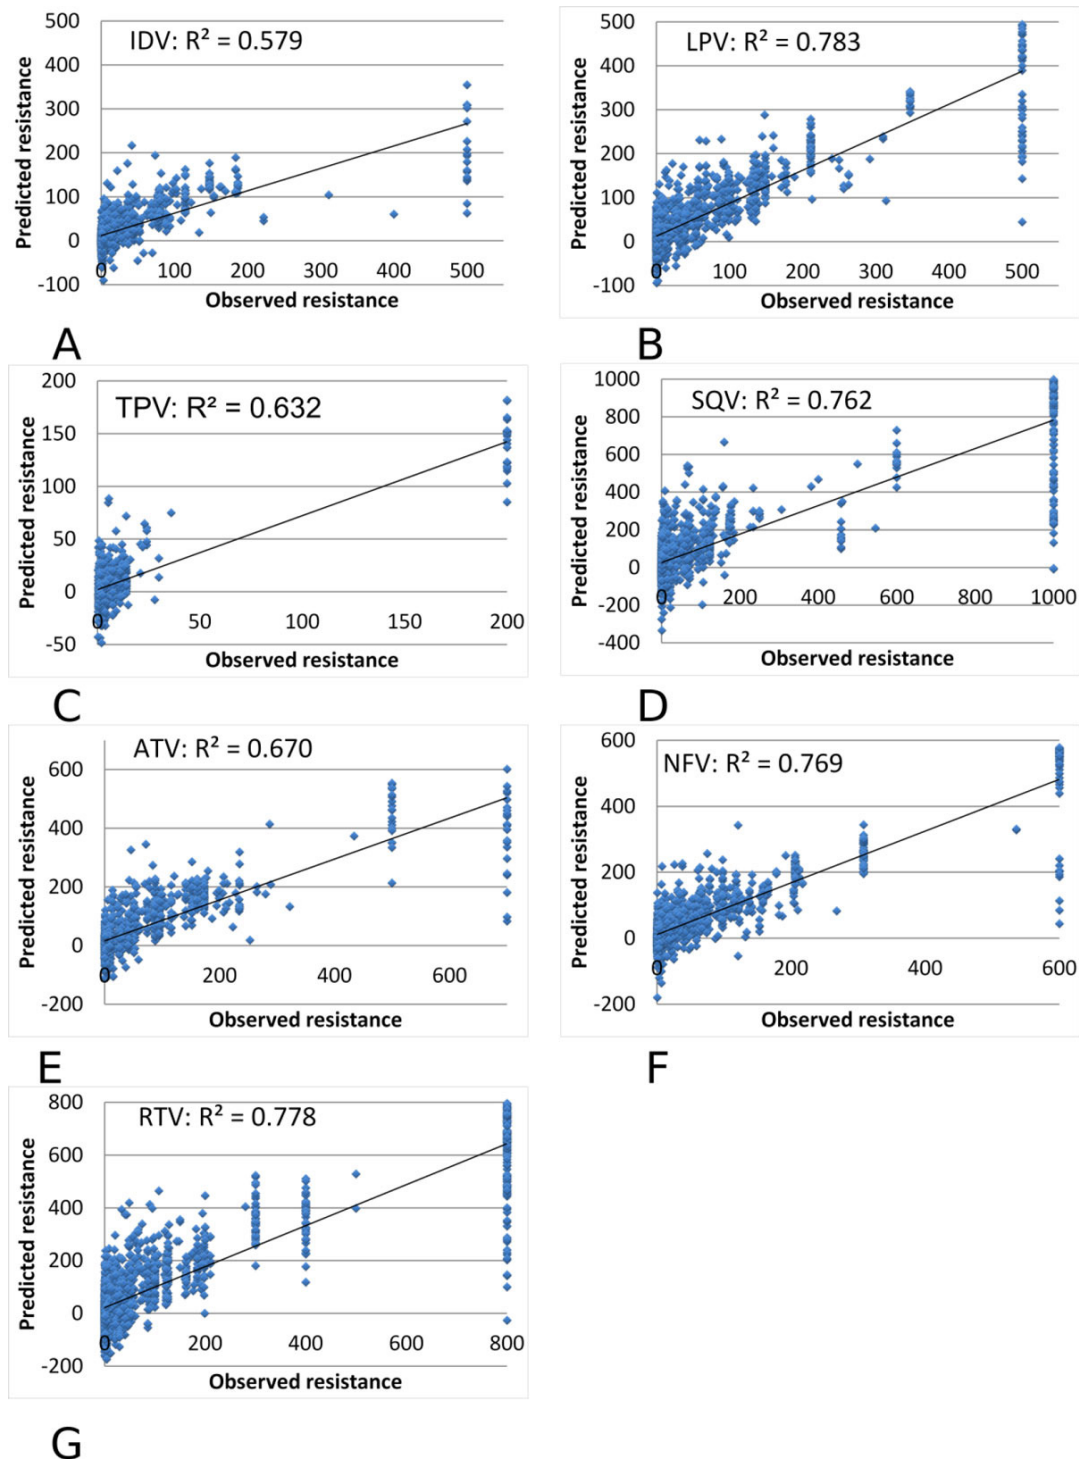 IDV: R² = 0.579
500
400
300
200
100
0
-100
0 100 200 300 400 500
Predicted resistance
Observed resistance
A
LPV: R² = 0.783
500
400
300
200
100
0
-100
0 100 200 300 400 500
Predicted resistance
Observed resistance
B
TPV: R² = 0.632
200
150
100
50
0
-50
0 50 100 150 200
Predicted resistance
Observed resistance
C
SQV: R² = 0.762
1000
800
600
400
200
0
-200
-400
0 200 400 600 800 1000
Predicted resistance
Observed resistance
D
ATV: R² = 0.670
600
400
200
0
-200
0 200 400 600
Predicted resistance
Observed resistance
E
NFV: R² = 0.769
600
400
200
0
-200
0 200 400 600
Predicted resistance
Observed resistance
F
RTV: R² = 0.778
800
600
400
200
0
-200
0 200 400 600 800
Predicted resistance
Observed resistance
G